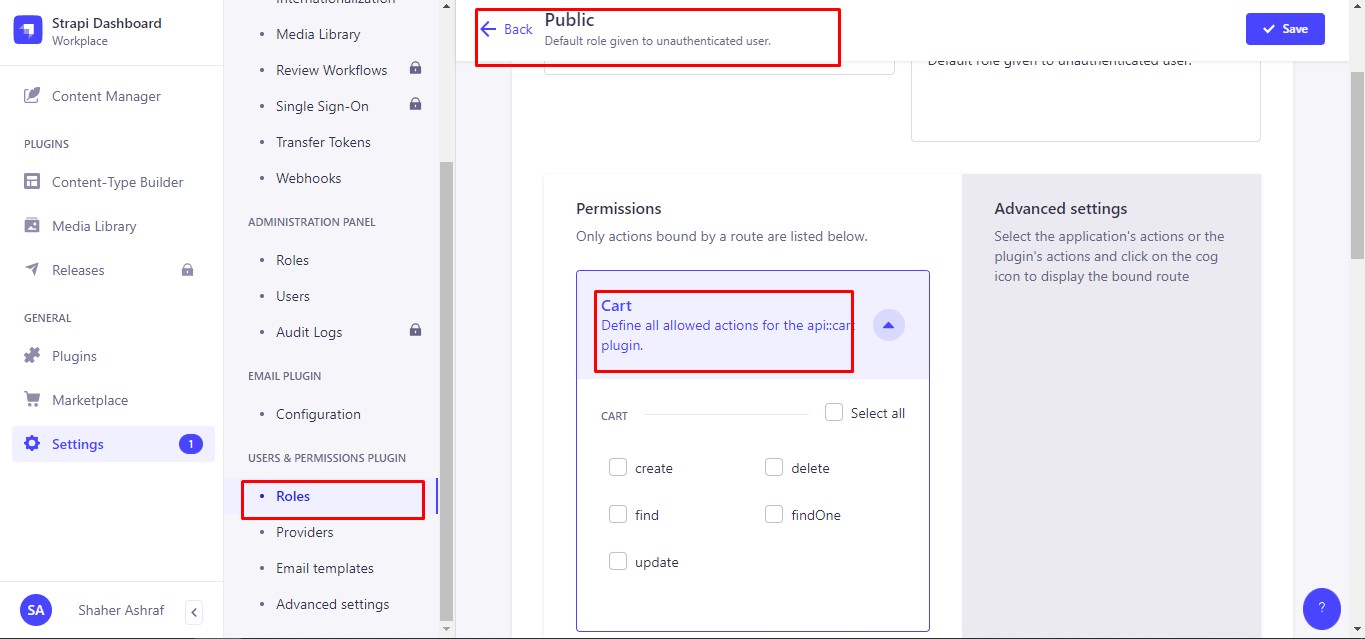 Strapi Dashboard
Workplace
Content Manager
PLUGINS
Content-Type Builder
Media Library
Releases
GENERAL
Plugins
Marketplace
Settings
1
SA
Shaher Ashraf
Internationalization
Media Library
Review Workflows
Single Sign-On
Transfer Tokens
Webhooks
ADMINISTRATION PANEL
Roles
Users
Audit Logs
EMAIL PLUGIN
Configuration
USERS & PERMISSIONS PLUGIN
Roles
Providers
Email templates
Advanced settings
Back
Public
Default role given to unauthenticated user.
Save
Default role given to unauthenticated user.
Permissions
Only actions bound by a route are listed below.
Cart
Define all allowed actions for the api::cart
plugin.
CART
Select all
create
delete
find
findOne
update
Advanced settings
Select the application's actions or the
plugin's actions and click on the cog
icon to display the bound route
?